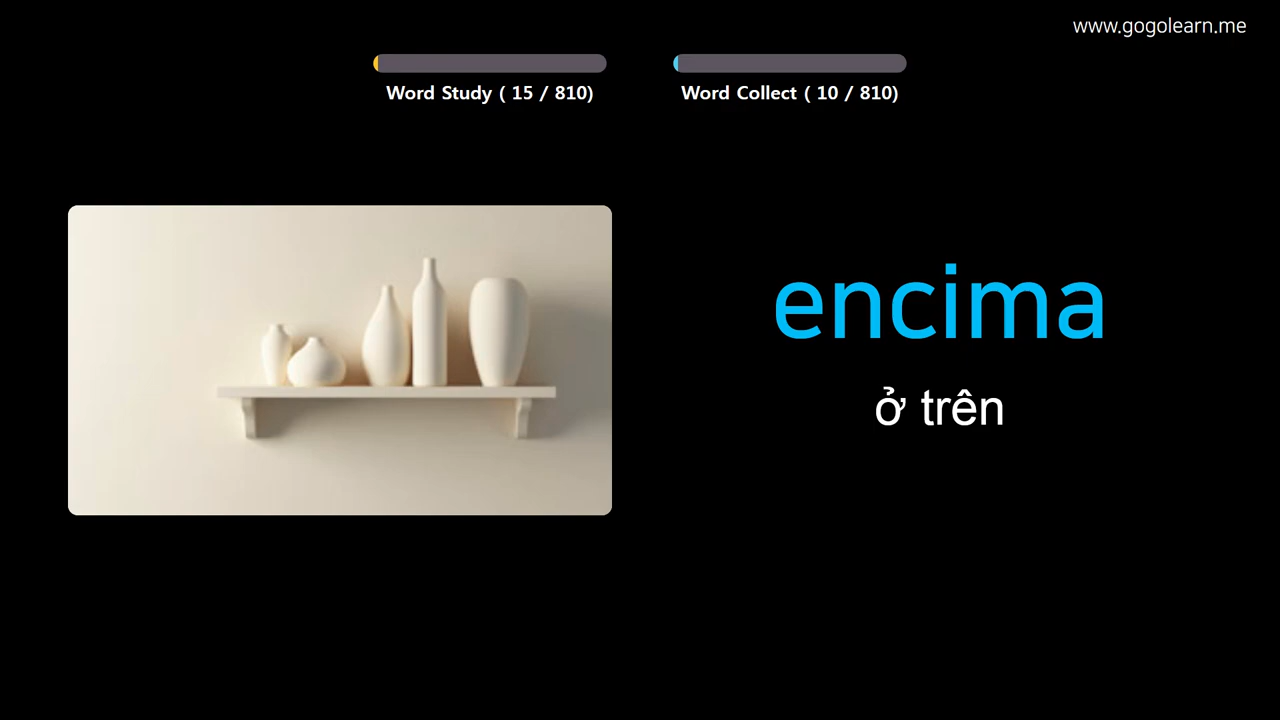 www.gogolearn.me
Word Study ( 15 / 810)
Word Collect ( 10 / 810)
encima
ở trên